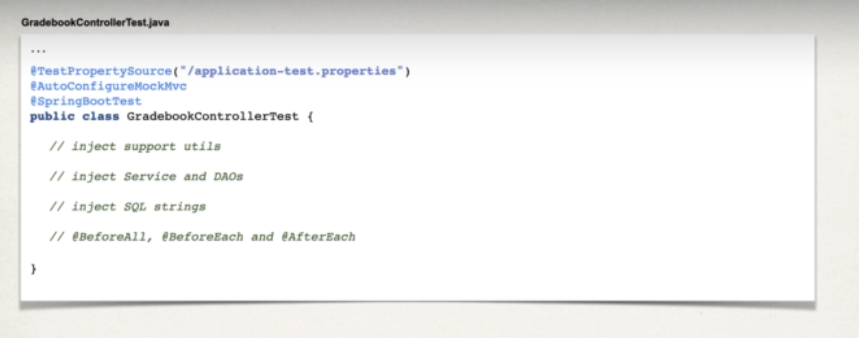 GradebookControllerTest.java
...
@TestPropertySource("/application-test.properties")
@AutoConfigureMockMvc
@SpringBootTest
public class GradebookControllerTest {
// inject support utils
// inject Service and DAOs
// inject SQL strings
// @BeforeAll, @BeforeEach and @AfterEach
}